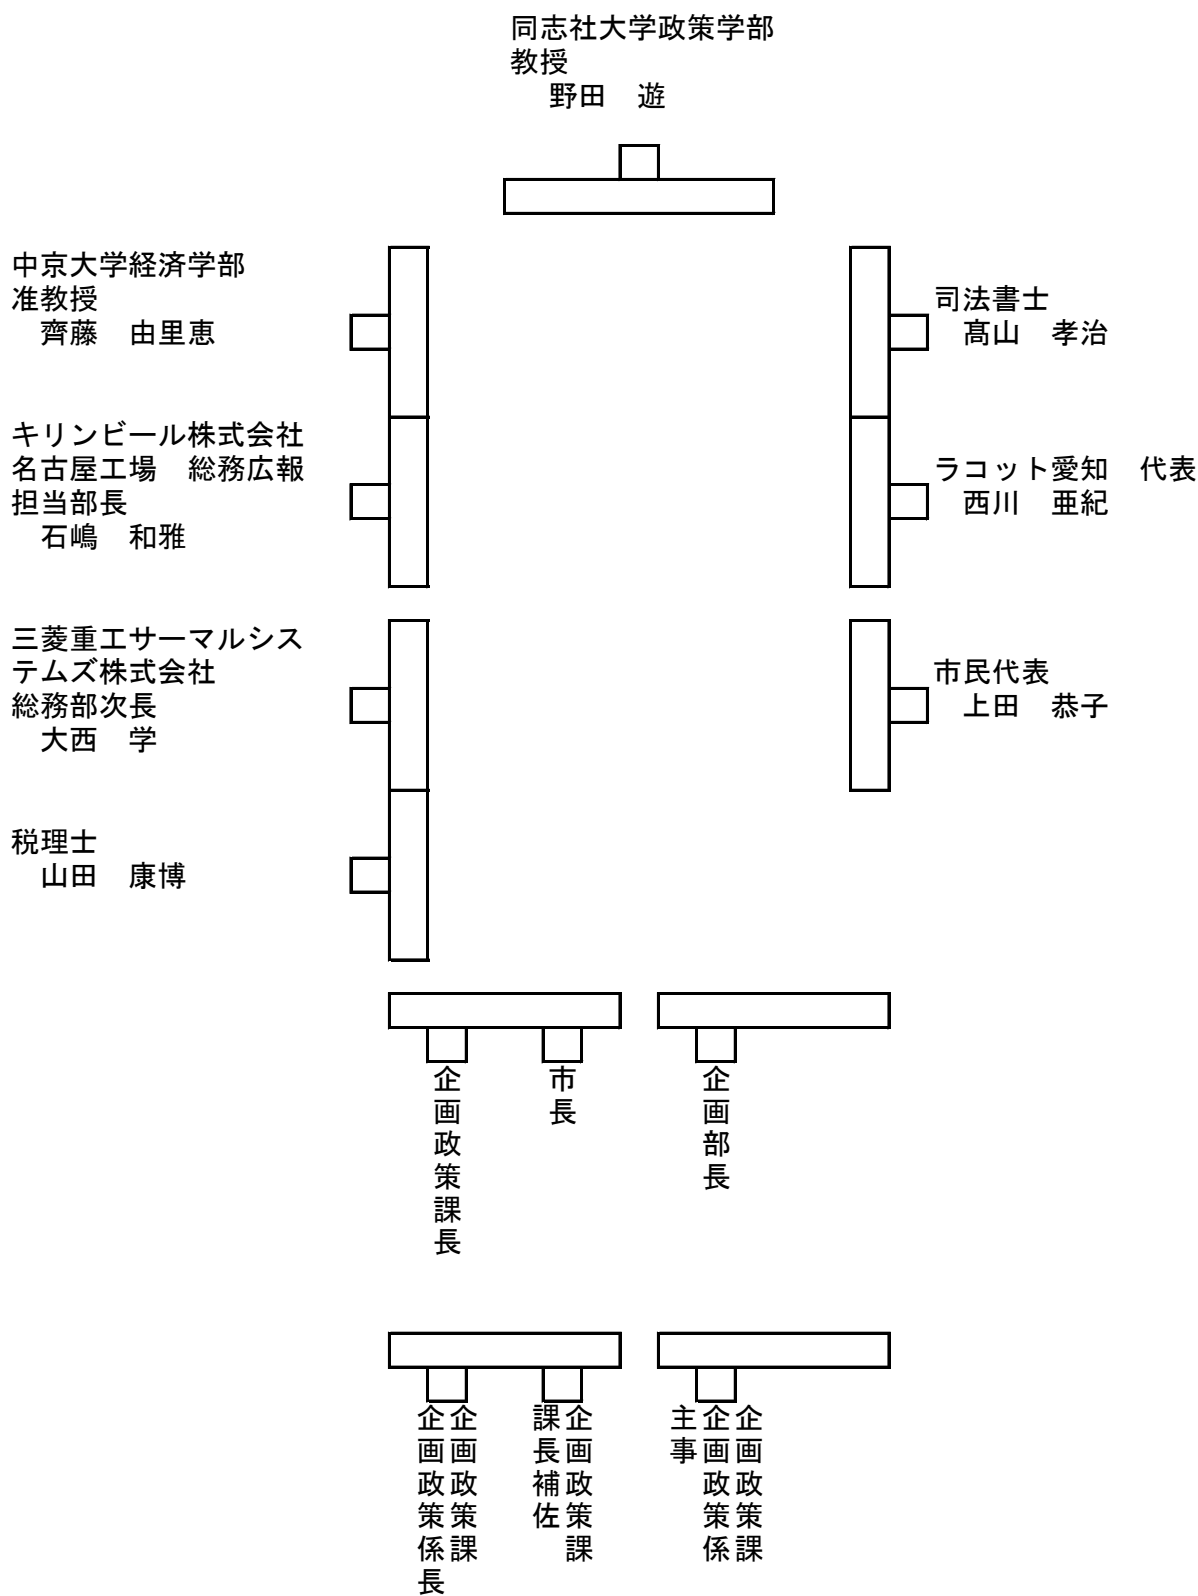 同志社大学政策学部
教授
野田　遊
中京大学経済学部
准教授
齊藤　由里恵
司法書士
髙山　孝治
キリンビール株式会社
名古屋工場　総務広報
担当部長
石嶋　和雅
ラコット愛知　代表
西川　亜紀
三菱重工サーマルシス
テムズ株式会社
総務部次長
大西　学
市民代表
上田　恭子
税理士
山田　康博
企画政策課長
市長
企画部長
企画政策課
企画政策係長
企画政策課
課長補佐
企画政策課
企画政策係
主事